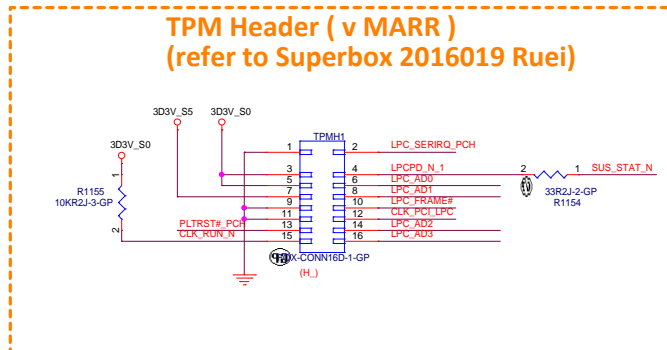 TPM Header ( v MARR )
(refer to Superbox 2016019 Ruei)
3D3V_S5 3D3V_S0
3D3V_S0
TPMH1
1 2 LPC_SERIRQ_PCH
3 4 LPCPD_N_1 2 1 SUS_STAT_N
5 6 LPC_AD0
7 8 LPC_AD1
9 10 LPC_FRAME#
11 12 CLK_PCI_LPC
PLTRST#_PCH 13 14 LPC_AD2
CLK_RUN_N 15 16 LPC_AD3
1
R1155
10KR2J-3-GP
2
33R2J-2-GP
R1154
X-CONN16D-1-GP
(H_)